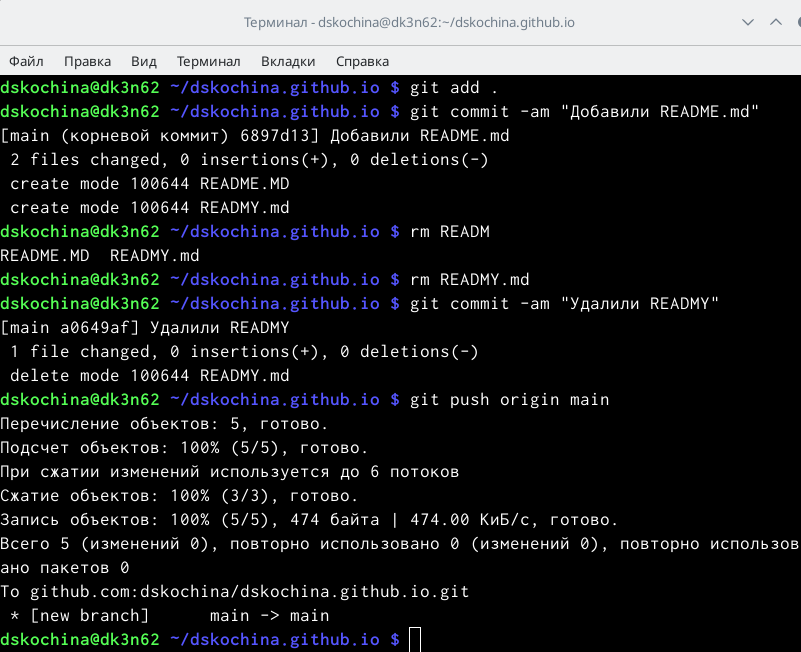 Терминал - dskochina@dk3n62:~/dskochina.github.io
Файл Правка Вид Терминал Вкладки Справка
dskochina@dk3n62 ~/dskochina.github.io $ git add .
dskochina@dk3n62 ~/dskochina.github.io $ git commit -am "Добавили README.md"
[main (корневой коммит) 6897d13] Добавили README.md
 2 files changed, 0 insertions(+), 0 deletions(-)
 create mode 100644 README.MD
 create mode 100644 READMY.md
dskochina@dk3n62 ~/dskochina.github.io $ rm READM
README.MD  READMY.md
dskochina@dk3n62 ~/dskochina.github.io $ rm READMY.md
dskochina@dk3n62 ~/dskochina.github.io $ git commit -am "Удалили READMY"
[main a0649af] Удалили READMY
 1 file changed, 0 insertions(+), 0 deletions(-)
 delete mode 100644 READMY.md
dskochina@dk3n62 ~/dskochina.github.io $ git push origin main
Перечисление объектов: 5, готово.
Подсчет объектов: 100% (5/5), готово.
При сжатии изменений используется до 6 потоков
Сжатие объектов: 100% (3/3), готово.
Запись объектов: 100% (5/5), 474 байта | 474.00 КиБ/с, готово.
Всего 5 (изменений 0), повторно использовано 0 (изменений 0), повторно использов
ано пакетов 0
To github.com:dskochina/dskochina.github.io.git
 * [new branch]      main -> main
dskochina@dk3n62 ~/dskochina.github.io $